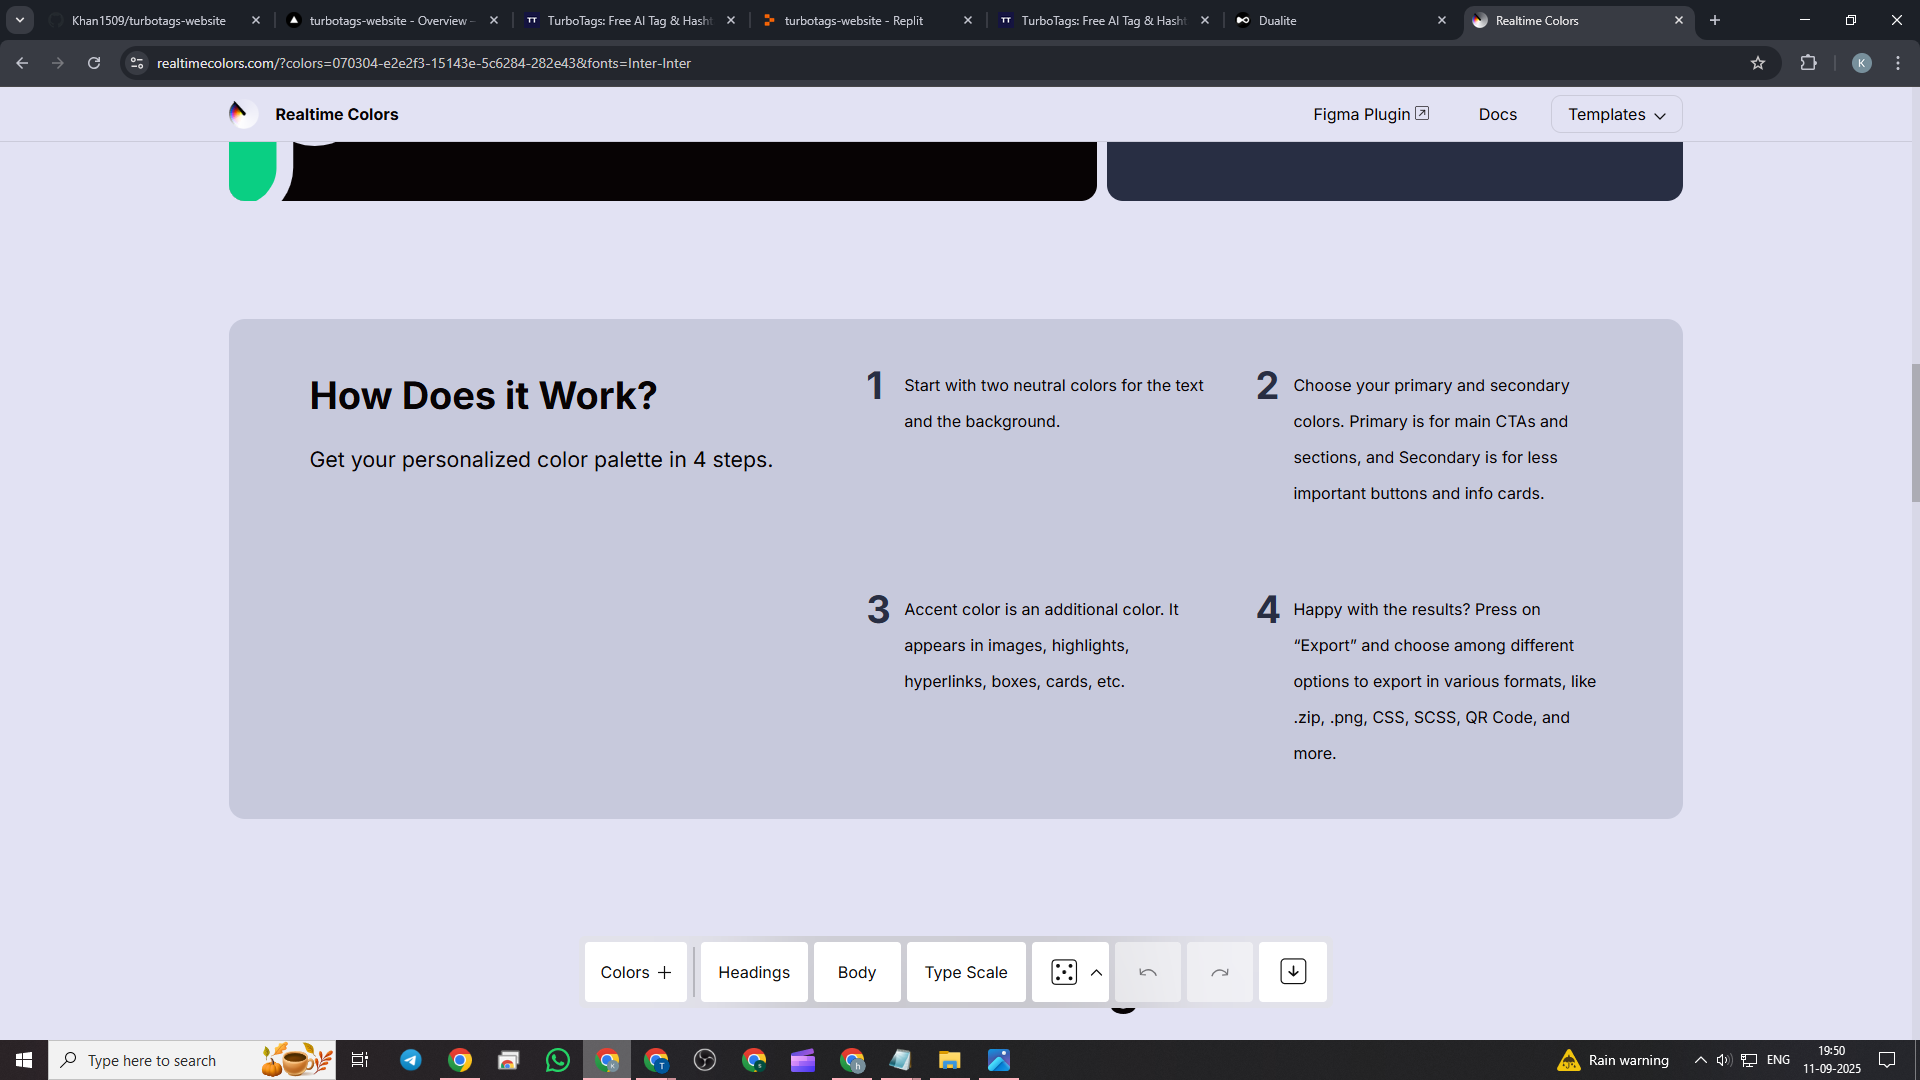 Khan1509/turbotags-website
turbotags-website - Overview -
TT TurboTags: Free AI Tag & Hasht
turbotags-website - Replit
TT TurboTags: Free AI Tag & Hasht
Dualite
Realtime Colors
realtimecolors.com/?colors=070304-e2e2f3-15143e-5c6284-282e43&fonts=Inter-Inter
K
Realtime Colors
Figma Plugin
Docs
Templates
How Does it Work?
Get your personalized color palette in 4 steps.
1 Start with two neutral colors for the text
and the background.
2 Choose your primary and secondary
colors. Primary is for main CTAs and
sections, and Secondary is for less
important buttons and info cards.
3 Accent color is an additional color. It
appears in images, highlights,
hyperlinks, boxes, cards, etc.
4 Happy with the results? Press on
“Export” and choose among different
options to export in various formats, like
.zip, .png, CSS, SCSS, QR Code, and
more.
Colors
Headings
Body
Type Scale
Type here to search
Rain warning
ENG
19:50
11-09-2025